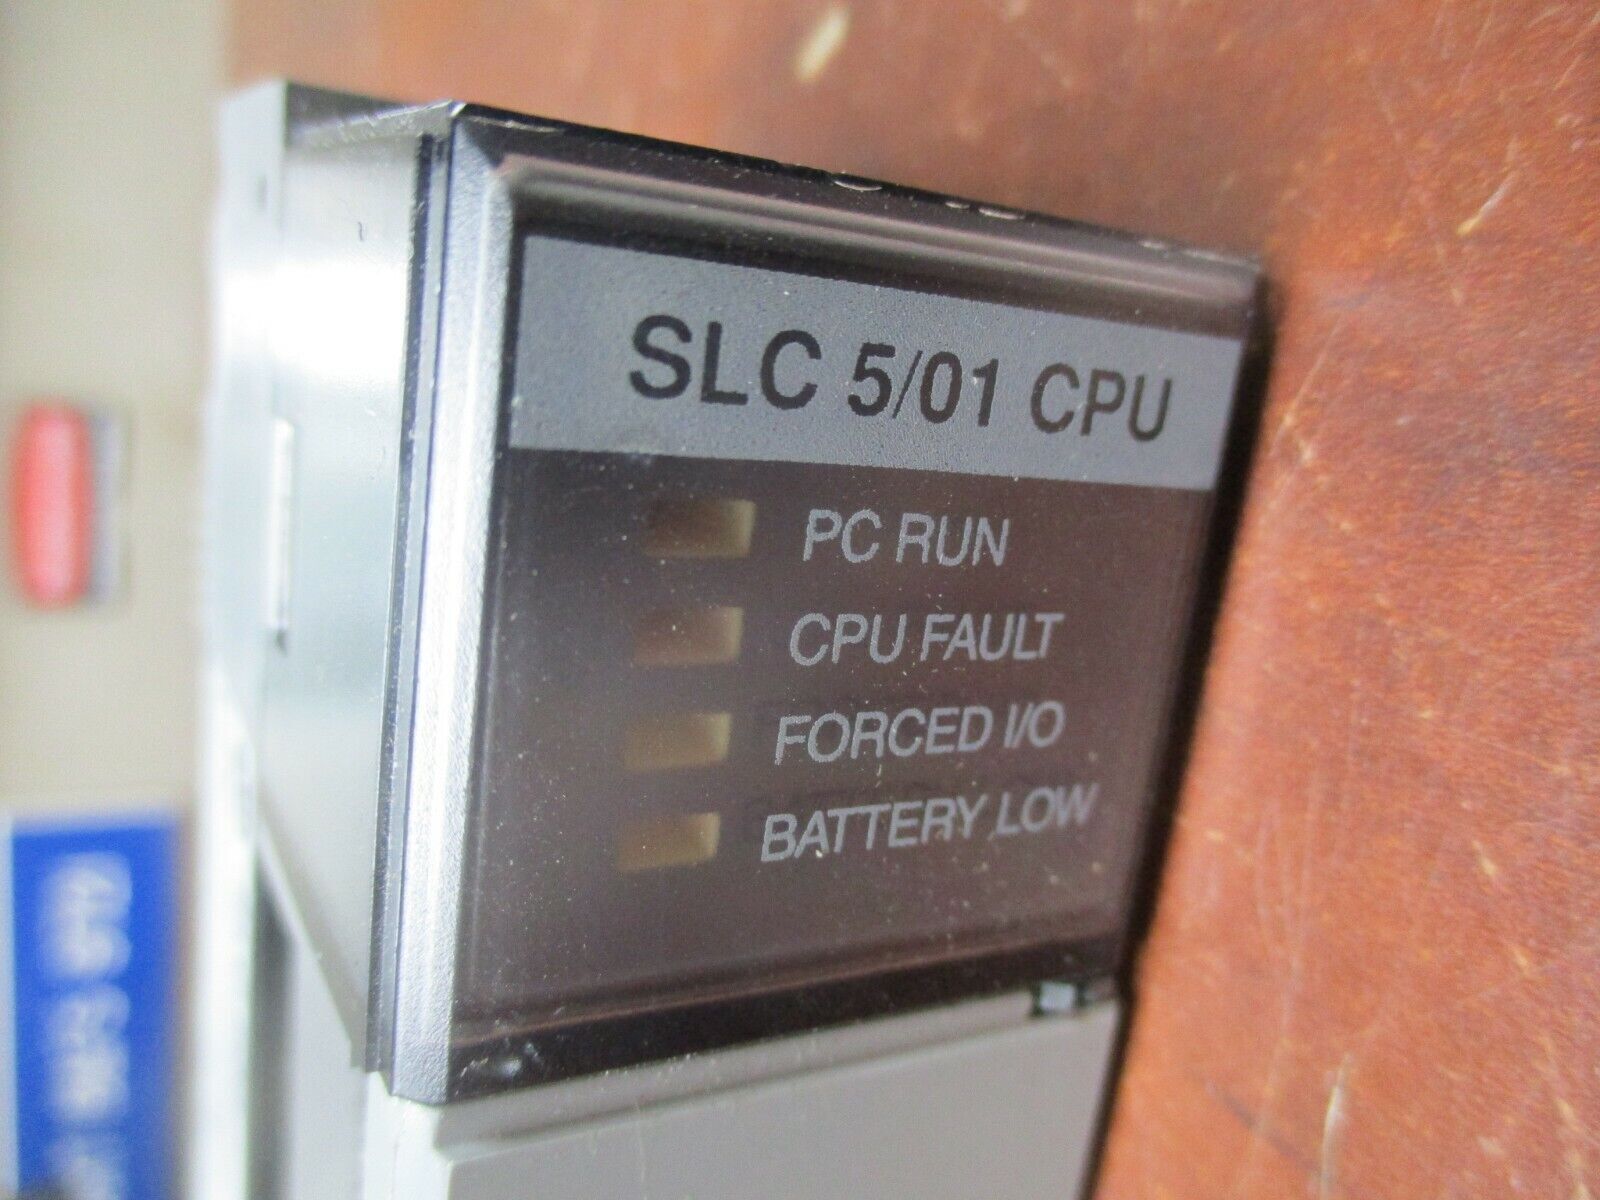 SLC 5/01 CPU
PC RUN
CPU FAULT
FORCED I/O
BATTERY LOW